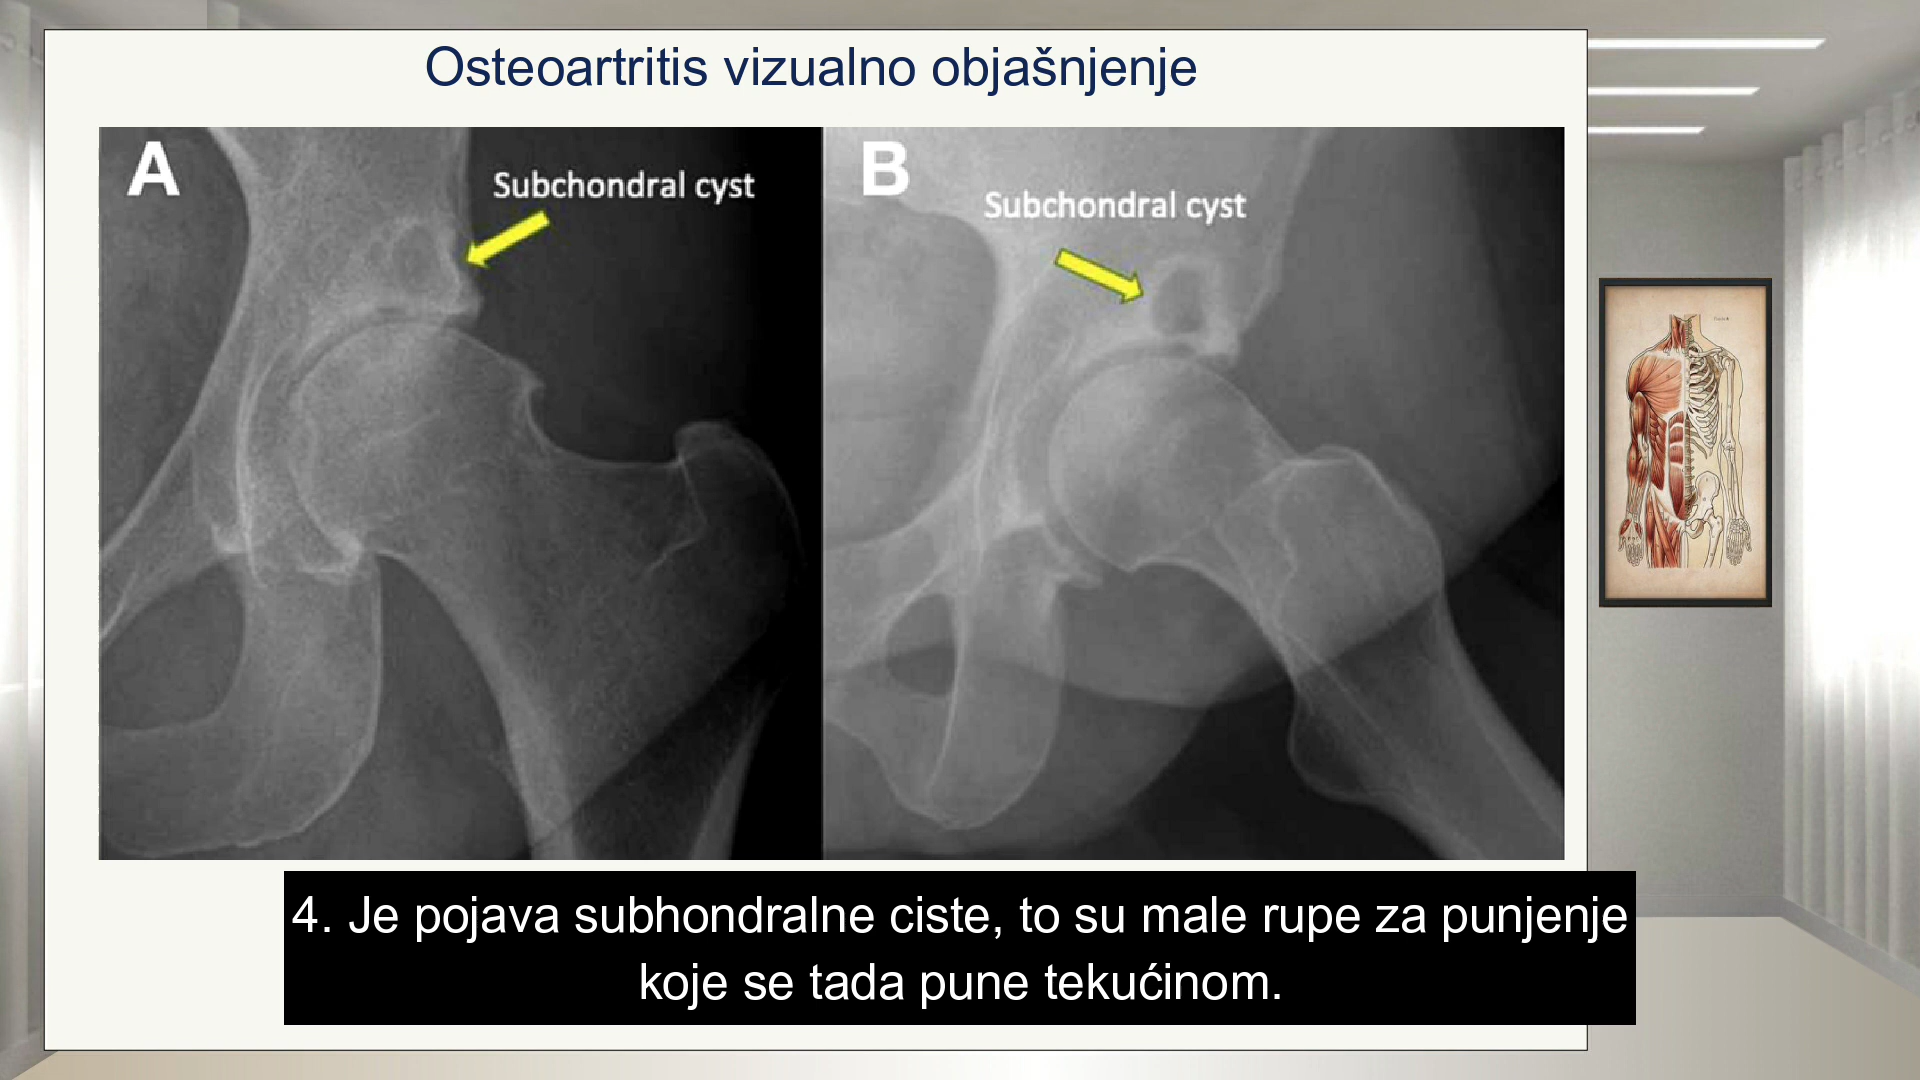 Osteoartritis vizualno objašnjenje
A
Subchondral cyst
B
Subchondral cyst
4. Je pojava subhondralne ciste, to su male rupe za punjenje
koje se tada pune tekućinom.